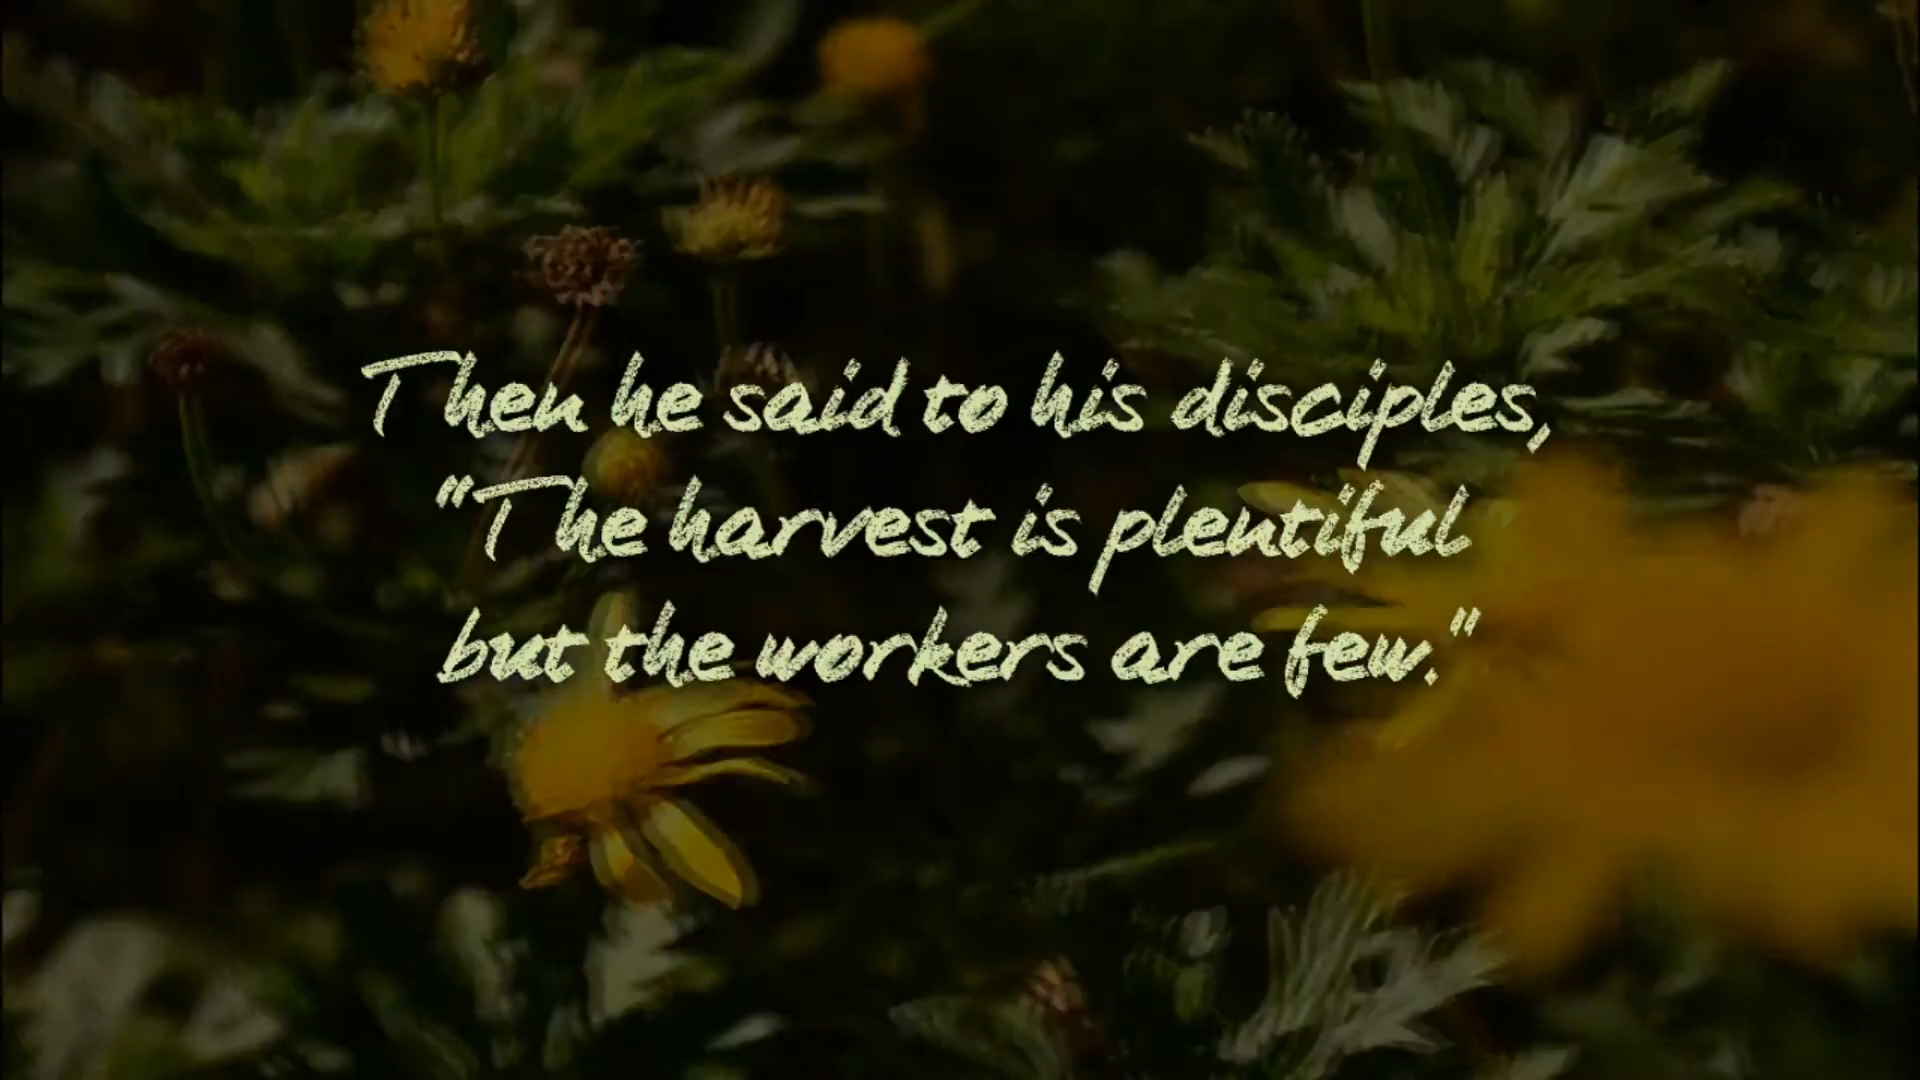 Then he said to his disciples,
"The harvest is plentiful
but the workers are few."